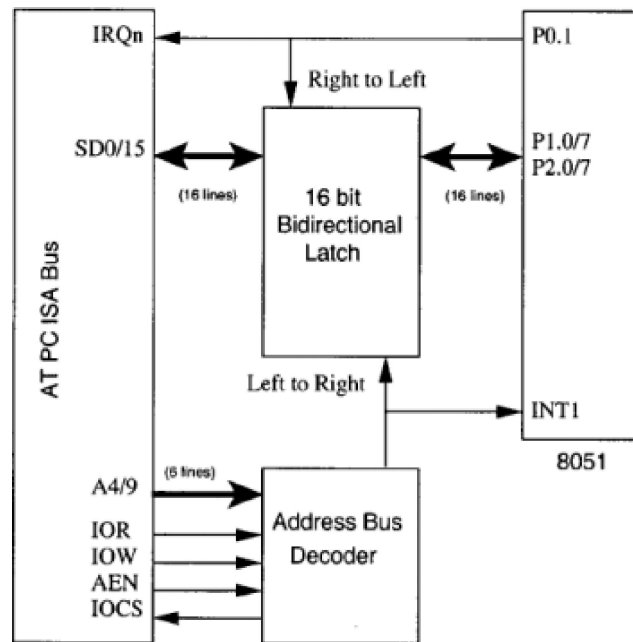 IRQn
P0.1
Right to Left
SD0/15
P1.0/7
P2.0/7
(16 lines)
(16 lines)
16 bit
Bidirectional
Latch
AT PC ISA Bus
Left to Right
INT1
8051
(6 lines)
A4/9
Address Bus
Decoder
IOR
IOW
AEN
IOCS